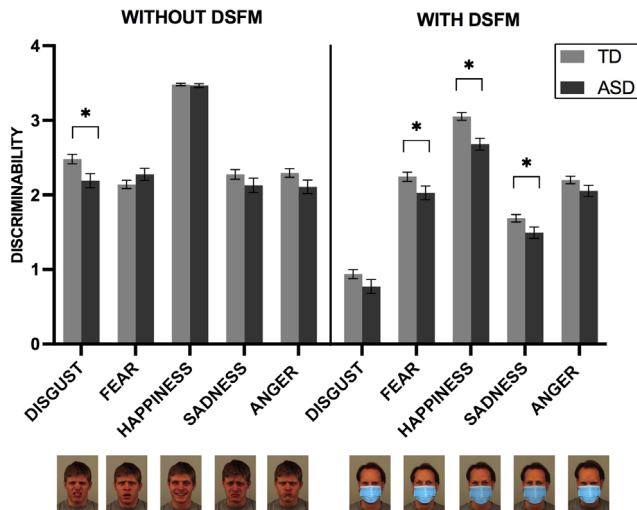 WITHOUT DSFM
WITH DSFM
TD
ASD
DISCRIMINABILITY
4
3
2
1
0
*
*
*
*
DISGUST
FEAR
HAPPINESS
SADNESS
ANGER
DISGUST
FEAR
HAPPINESS
SADNESS
ANGER